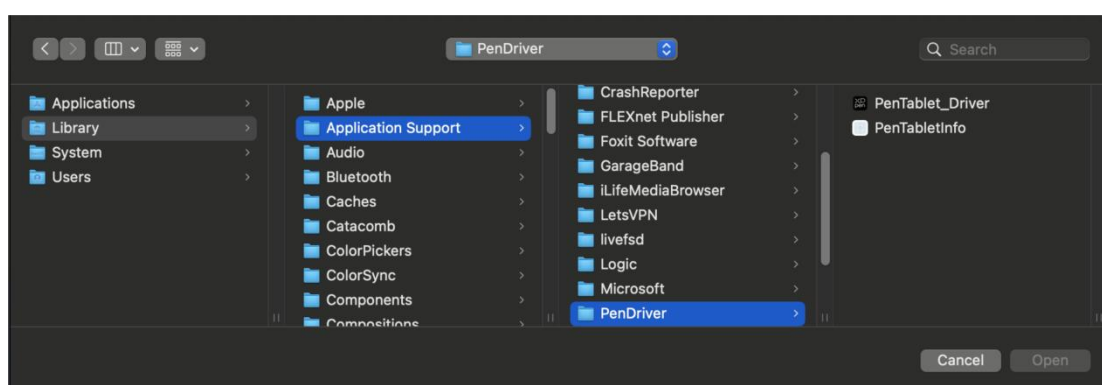 PenDriver
Search
Applications
Library
System
Users
Apple
Application Support
Audio
Bluetooth
Caches
Catacomb
ColorPickers
ColorSync
Components
Compositions
CrashReporter
FLEXnet Publisher
Foxit Software
GarageBand
iLifeMediaBrowser
LetsVPN
livefsd
Logic
Microsoft
PenDriver
PenTablet_Driver
PenTabletInfo
Cancel
Open